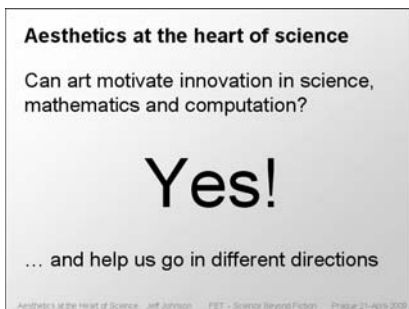 Aesthetics at the heart of science
Can art motivate innovation in science,
mathematics and computation?
Yes!
… and help us go in different directions
Aesthetics at the Heart of Science Jeff Johnson FET - Science Beyond Fiction Prague 21-April-2009